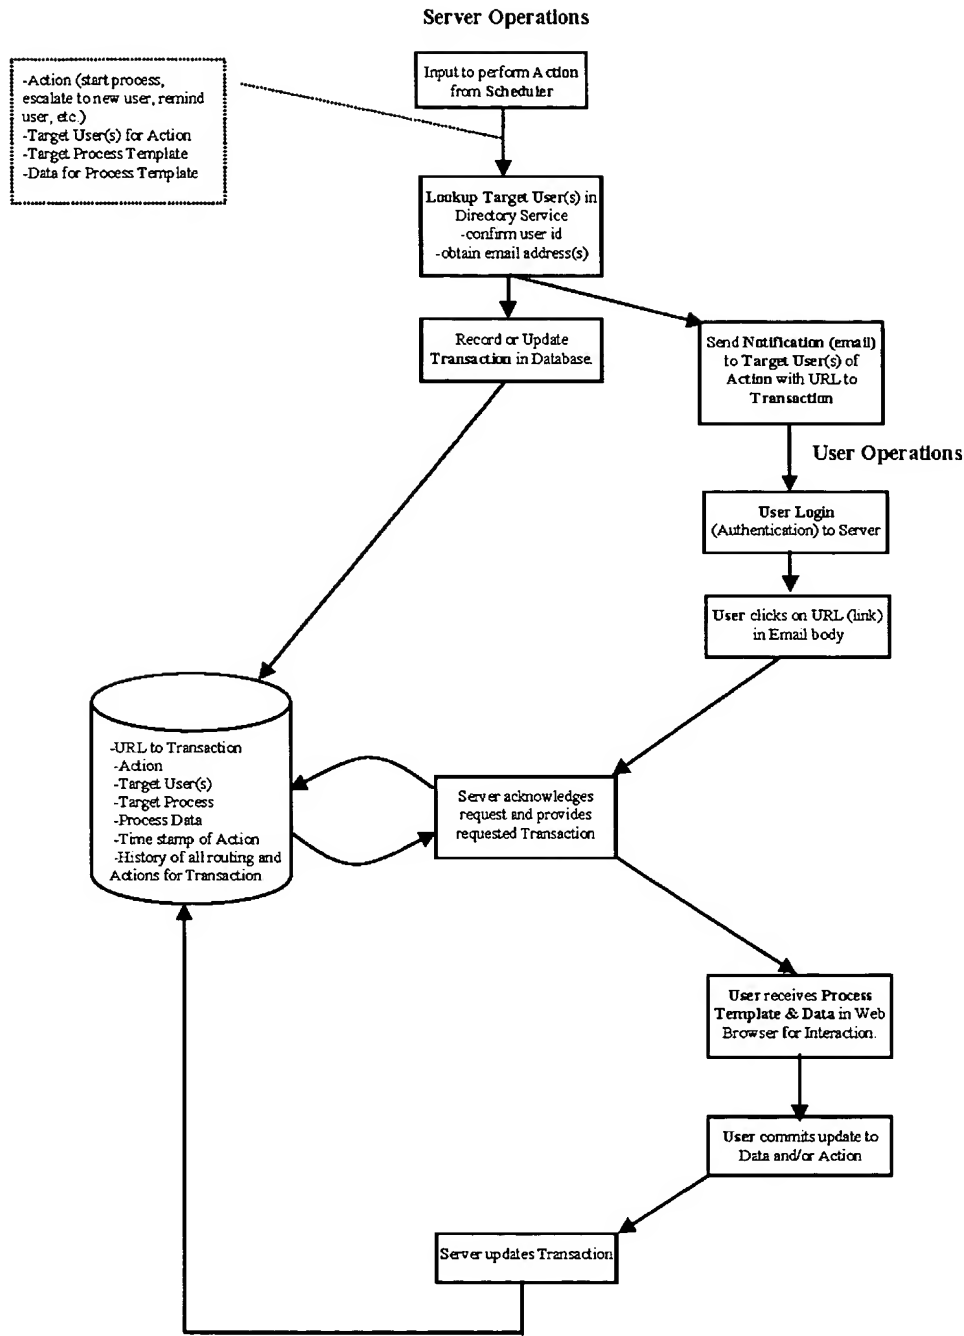 Server Operations
-Action (start process,
escalate to new user, remind
user, etc.)
-Target User(s) for Action
-Target Process Template
-Data for Process Template
Input to perform Action
from Scheduler
Lookup Target User(s) in
Directory Service
-confirm user id
-obtain email address(s)
Record or Update
Transaction in Database.
Send Notification (email)
to Target User(s) of
Action with URL to
Transaction
User Operations
User Login
(Authentication) to Server
User clicks on URL (link)
in Email body
-URL to Transaction
-Action
-Target User(s)
-Target Process
-Process Data
-Time stamp of Action
-History of all routing and
Actions for Transaction
Server acknowledges
request and provides
requested Transaction
User receives Process
Template & Data in Web
Browser for Interaction.
User commits update to
Data and/or Action
Server updates Transaction